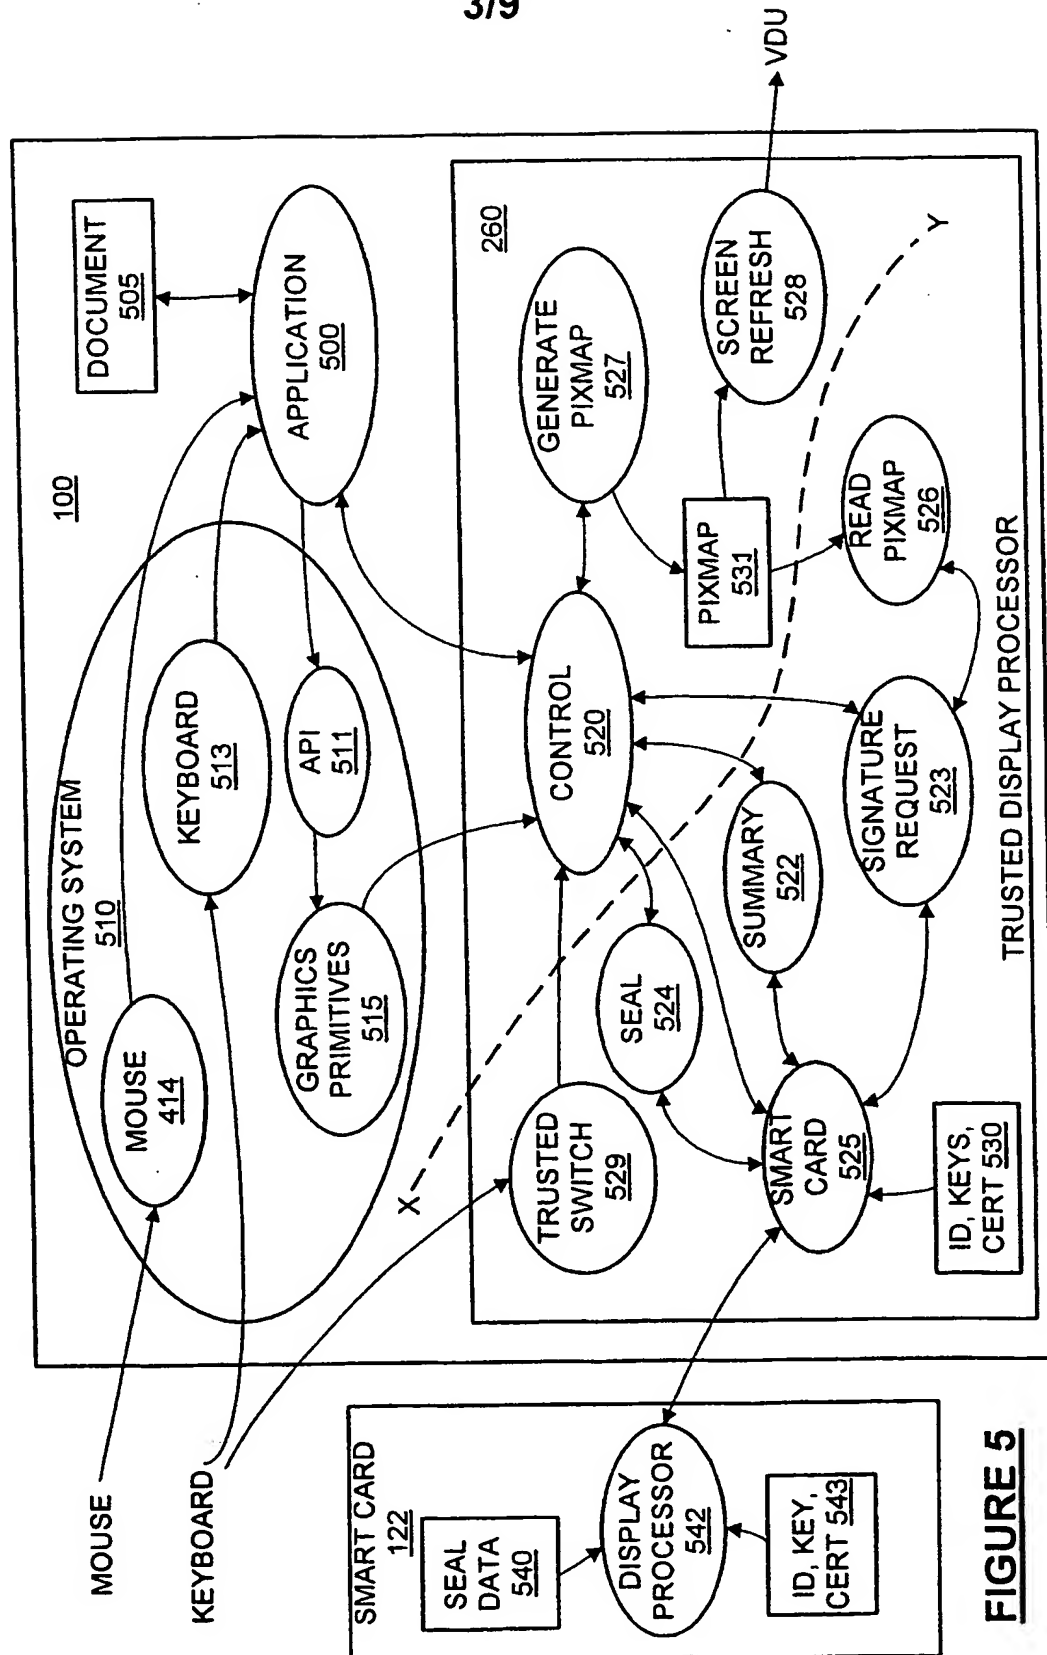 3/9
MOUSE
KEYBOARD
SMART CARD
122
SEAL
DATA
540
DISPLAY
PROCESSOR
542
ID, KEY,
CERT 543
OPERATING SYSTEM
510
MOUSE
414
KEYBOARD
513
API
511
GRAPHICS
PRIMITIVES
515
100
DOCUMENT
505
APPLICATION
500
X
TRUSTED
SWITCH
529
SEAL
524
SMART
CARD
525
ID, KEYS,
CERT 530
CONTROL
520
SUMMARY
522
SIGNATURE
REQUEST
523
260
GENERATE
PIXMAP
527
PIXMAP
531
SCREEN
REFRESH
528
READ
PIXMAP
526
Y
VDU
TRUSTED DISPLAY PROCESSOR
FIGURE 5